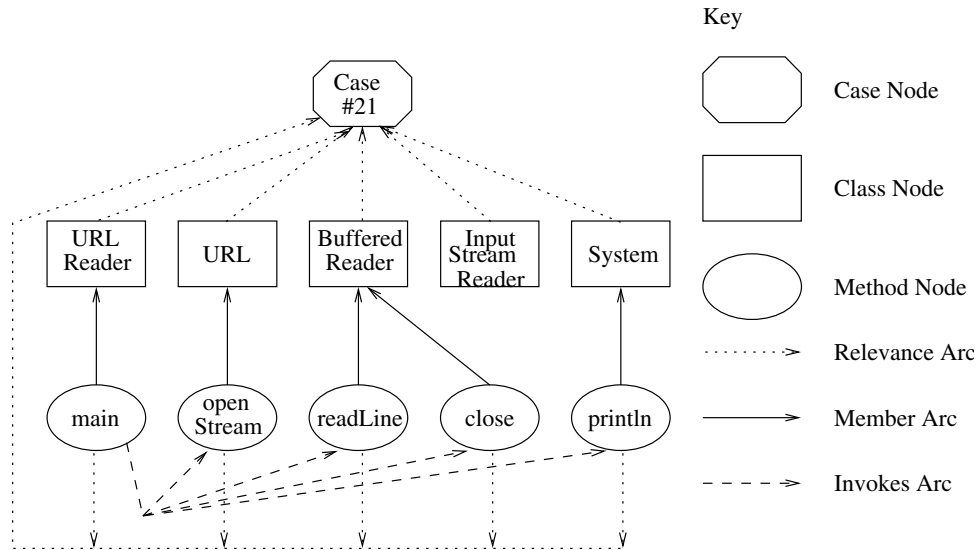 Key
Case
#21
Case Node
Class Node
URL
Reader
URL
Buffered
Reader
Input
Stream
Reader
System
Method Node
Relevance Arc
main
open
Stream
readLine
close
println
Member Arc
Invokes Arc